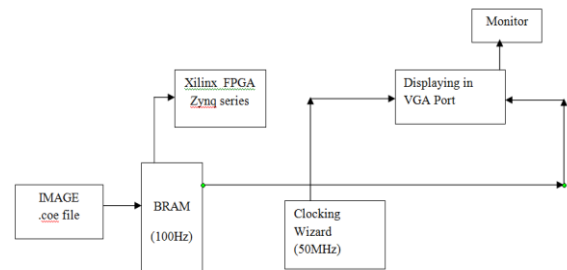 Monitor
Xilinx FPGA
Zynq series
Displaying in
VGA Port
IMAGE
.coe file
BRAM
(100Hz)
Clocking
Wizard
(50MHz)